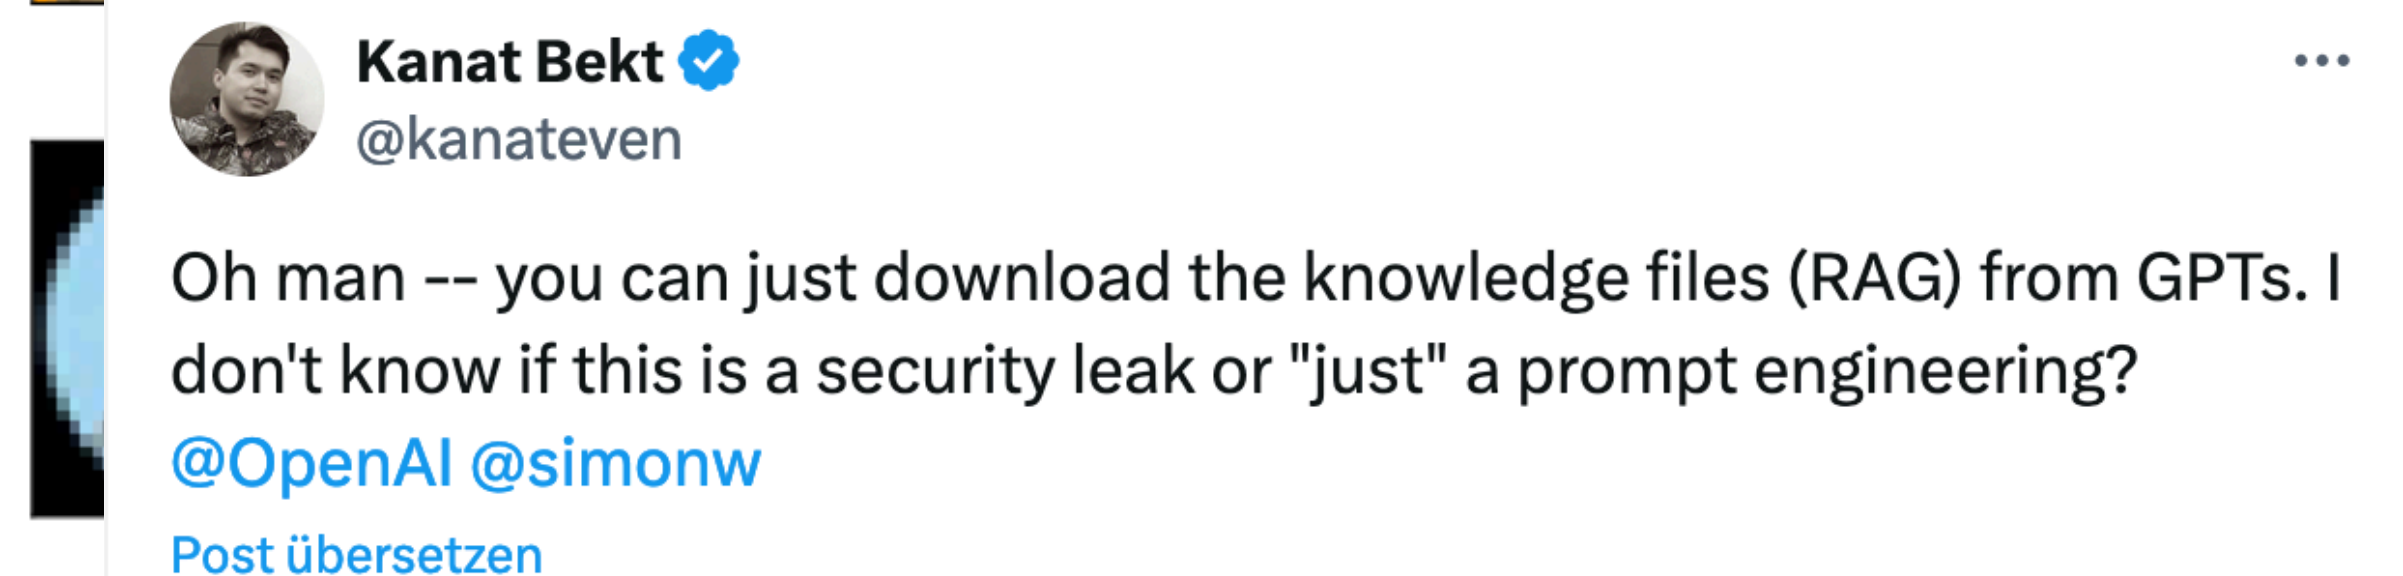 Kanat Bekt
@kanateven
Oh man -- you can just download the knowledge files (RAG) from GPTs. I
don't know if this is a security leak or "just" a prompt engineering?
@OpenAI @simonw
Post übersetzen